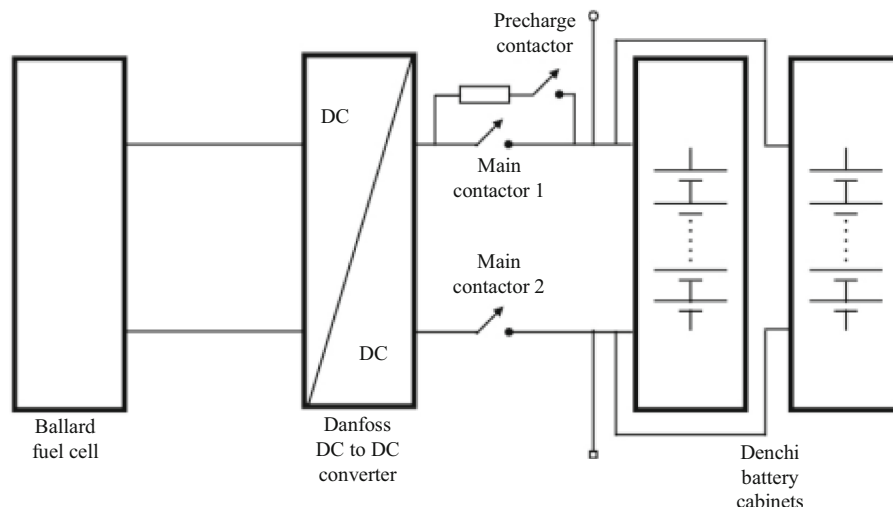 Precharge
contactor
DC
Main
contactor 1
Main
contactor 2
DC
Ballard
fuel cell
Danfoss
DC to DC
converter
Denchi
battery
cabinets